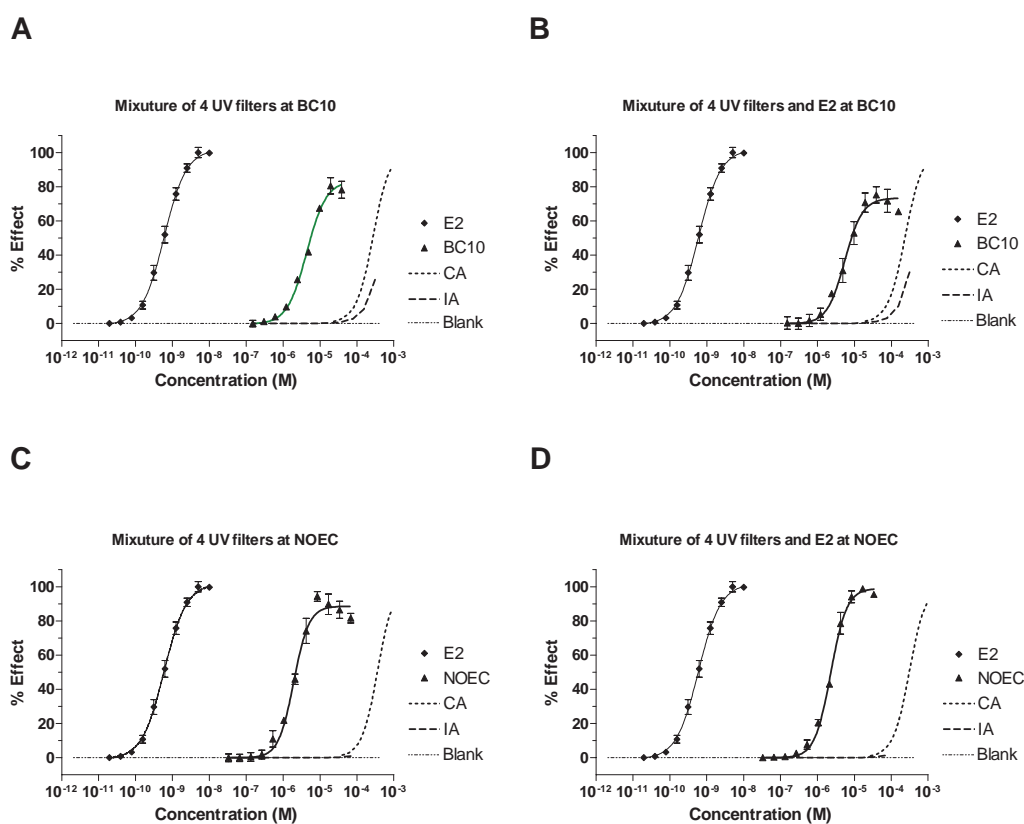 A
Mixuture of 4 UV filters at BC10
% Effect
100
80
60
40
20
0
10-12 10-11 10-10 10-9 10-8 10-7 10-6 10-5 10-4 10-3
Concentration (M)
E2
BC10
CA
IA
Blank
B
Mixuture of 4 UV filters and E2 at BC10
% Effect
100
80
60
40
20
0
10-12 10-11 10-10 10-9 10-8 10-7 10-6 10-5 10-4 10-3
Concentration (M)
E2
BC10
CA
IA
Blank
C
Mixuture of 4 UV filters at NOEC
% Effect
100
80
60
40
20
0
10-12 10-11 10-10 10-9 10-8 10-7 10-6 10-5 10-4 10-3
Concentration (M)
E2
NOEC
CA
IA
Blank
D
Mixuture of 4 UV filters and E2 at NOEC
% Effect
100
80
60
40
20
0
10-12 10-11 10-10 10-9 10-8 10-7 10-6 10-5 10-4 10-3
Concentration (M)
E2
NOEC
CA
IA
Blank